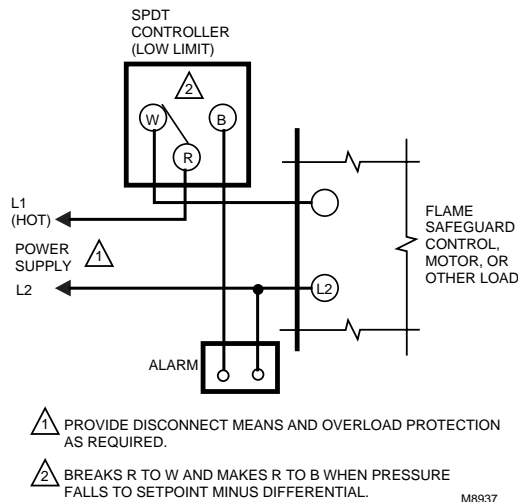 SPDT
CONTROLLER
(LOW LIMIT)
2
W
B
R
L1
(HOT)
POWER
SUPPLY
1
L2
L2
FLAME
SAFEGUARD
CONTROL,
MOTOR, OR
OTHER LOAD
ALARM
1 PROVIDE DISCONNECT MEANS AND OVERLOAD PROTECTION
AS REQUIRED.
2 BREAKS R TO W AND MAKES R TO B WHEN PRESSURE
FALLS TO SETPOINT MINUS DIFFERENTIAL.
M8937